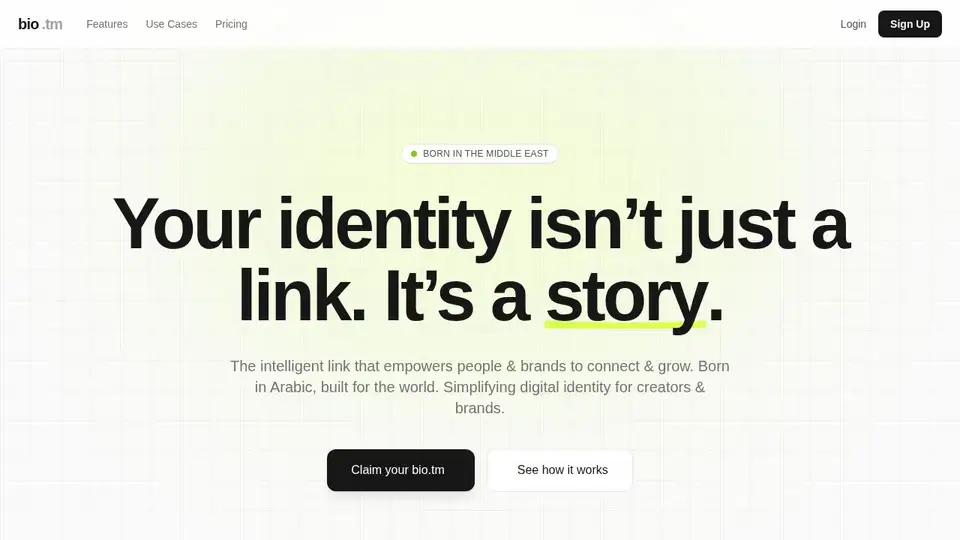 bio.tm
Features
Use Cases
Pricing
Login
Sign Up
BORN IN THE MIDDLE EAST
Your identity isn’t just a
link. It’s a story.
The intelligent link that empowers people & brands to connect & grow. Born
in Arabic, built for the world. Simplifying digital identity for creators &
brands.
Claim your bio.tm
See how it works